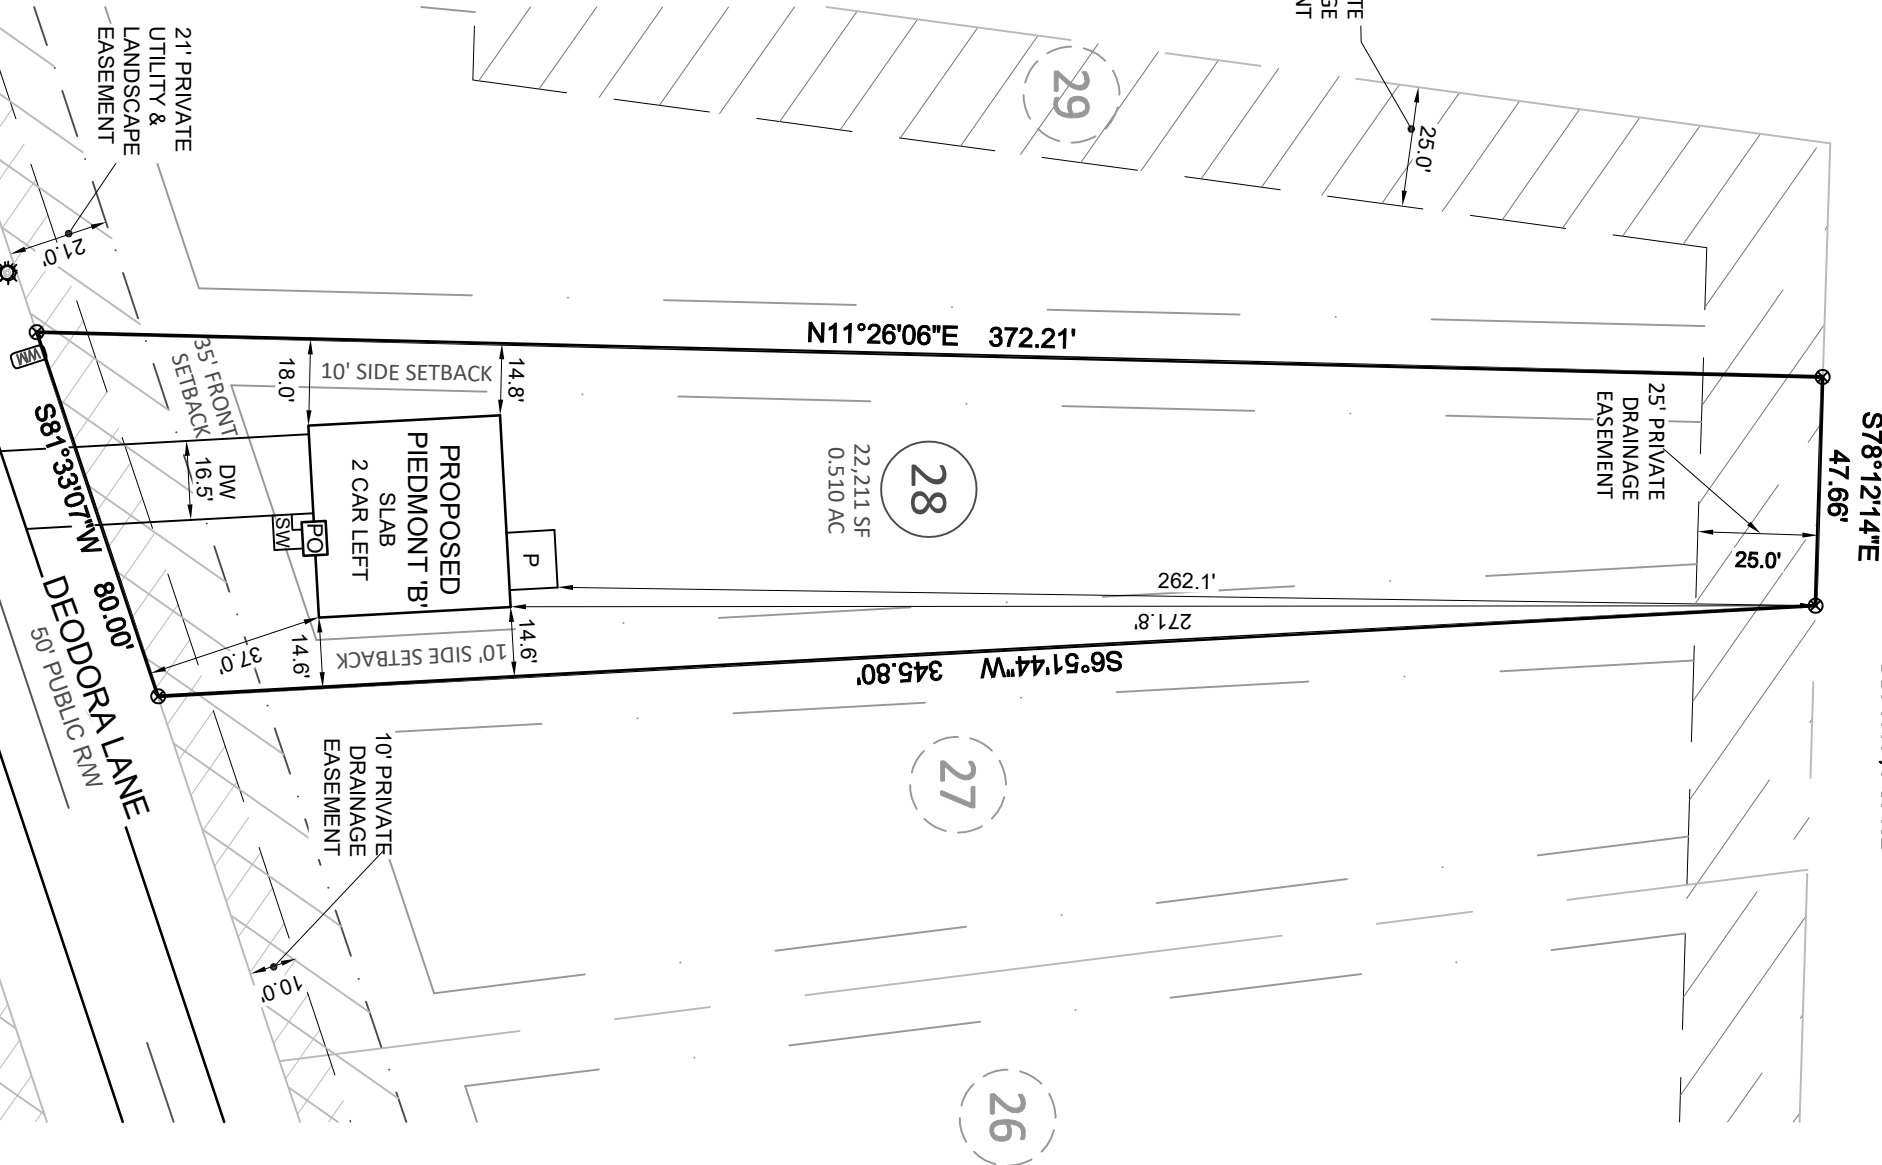 21' PRIVATE
UTILITY &
LANDSCAPE
EASEMENT
21.0'
29
25.0'
N11°26'06"E 372.21'
S78°12'14"E
47.66'
25' PRIVATE
DRAINAGE
EASEMENT
25.0'
WM
35' FRONT
SETBACK
18.0'
10' SIDE SETBACK
14.8'
28
22,211 SF
0.510 AC
PROPOSED
PIEDMONT 'B'
SLAB
2 CAR LEFT
DW
16.5'
SW
PO
P
262.1'
271.8'
S6°51'44"W 345.80'
14.6'
10' SIDE SETBACK
14.6'
37.0'
S81°33'07"W 80.00'
DEODORA LANE
50' PUBLIC R/W
10' PRIVATE
DRAINAGE
EASEMENT
10.0'
27
26